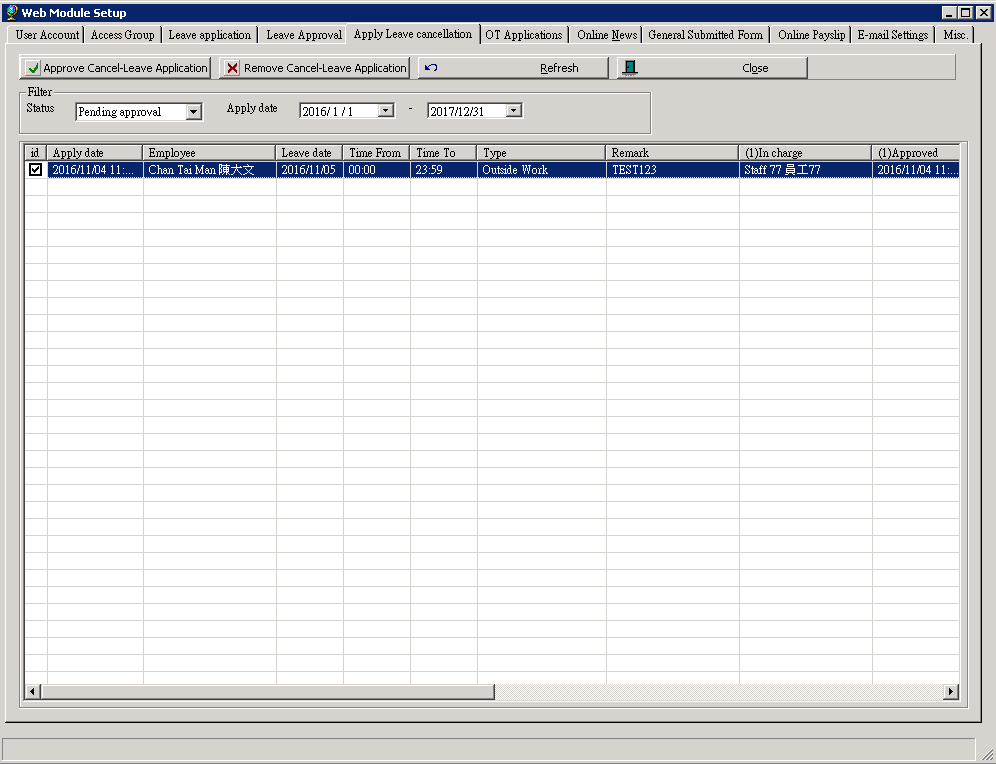 Web Module Setup
User Account Access Group Leave application Leave Approval Apply Leave cancellation OT Applications Online News General Submitted Form Online Payslip E-mail Settings Misc.
Approve Cancel-Leave Application Remove Cancel-Leave Application Refresh Close
Filter
Status Pending approval Apply date 2016/ 1 / 1 - 2017/12/31
id Apply date Employee Leave date Time From Time To Type Remark (1)In charge (1)Approved
2016/11/04 11:... Chan Tai Man 陳大文 2016/11/05 00:00 23:59 Outside Work TEST123 Staff 77 員工77 2016/11/04 11:...